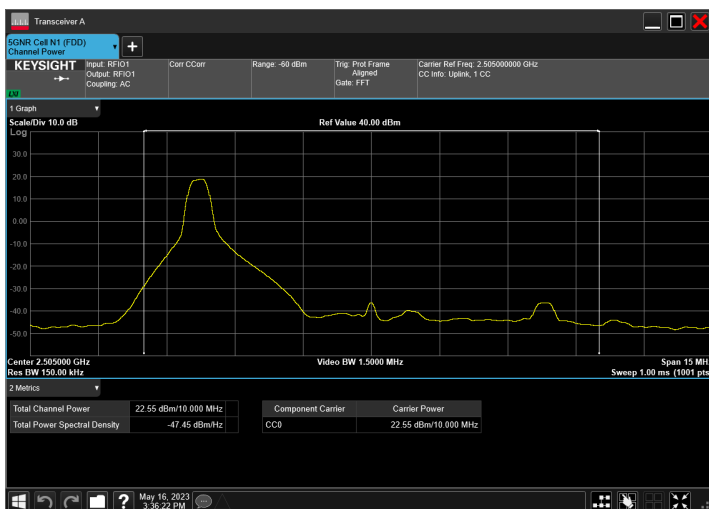 Transceiver A
5GNR Cell N1 (FDD)
Channel Power
KEYSIGHT
LXI
Input: RFIO1
Output: RFIO1
Coupling: AC
Corr CCorr
Range: -60 dBm
Trig: Prot Frame
Aligned
Gate: FFT
Carrier Ref Freq: 2.505000000 GHz
CC Info: Uplink, 1 CC
1 Graph
Scale/Div 10.0 dB
Ref Value 40.00 dBm
Log
30.0
20.0
10.0
0.00
-10.0
-20.0
-30.0
-40.0
-50.0
Center 2.505000 GHz
Video BW 1.5000 MHz
Span 15 MHz
Res BW 150.00 kHz
Sweep 1.00 ms (1001 pts
2 Metrics
Total Channel Power 22.55 dBm/10.000 MHz
Total Power Spectral Density -47.45 dBm/Hz
Component Carrier Carrier Power
CC0 22.55 dBm/10.000 MHz
?
May 16, 2023
3:36:22 PM